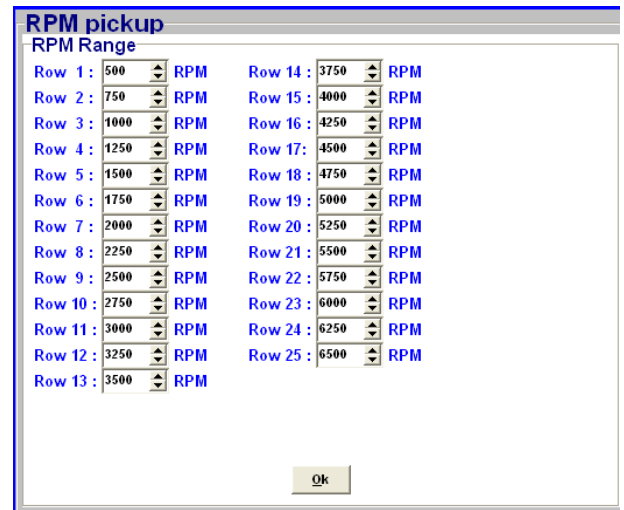 RPM pickup
RPM Range
Row 1 : 500 RPM
Row 2 : 750 RPM
Row 3 : 1000 RPM
Row 4 : 1250 RPM
Row 5 : 1500 RPM
Row 6 : 1750 RPM
Row 7 : 2000 RPM
Row 8 : 2250 RPM
Row 9 : 2500 RPM
Row 10 : 2750 RPM
Row 11 : 3000 RPM
Row 12 : 3250 RPM
Row 13 : 3500 RPM
Row 14 : 3750 RPM
Row 15 : 4000 RPM
Row 16 : 4250 RPM
Row 17: 4500 RPM
Row 18 : 4750 RPM
Row 19 : 5000 RPM
Row 20 : 5250 RPM
Row 21 : 5500 RPM
Row 22 : 5750 RPM
Row 23 : 6000 RPM
Row 24 : 6250 RPM
Row 25 : 6500 RPM
Ok